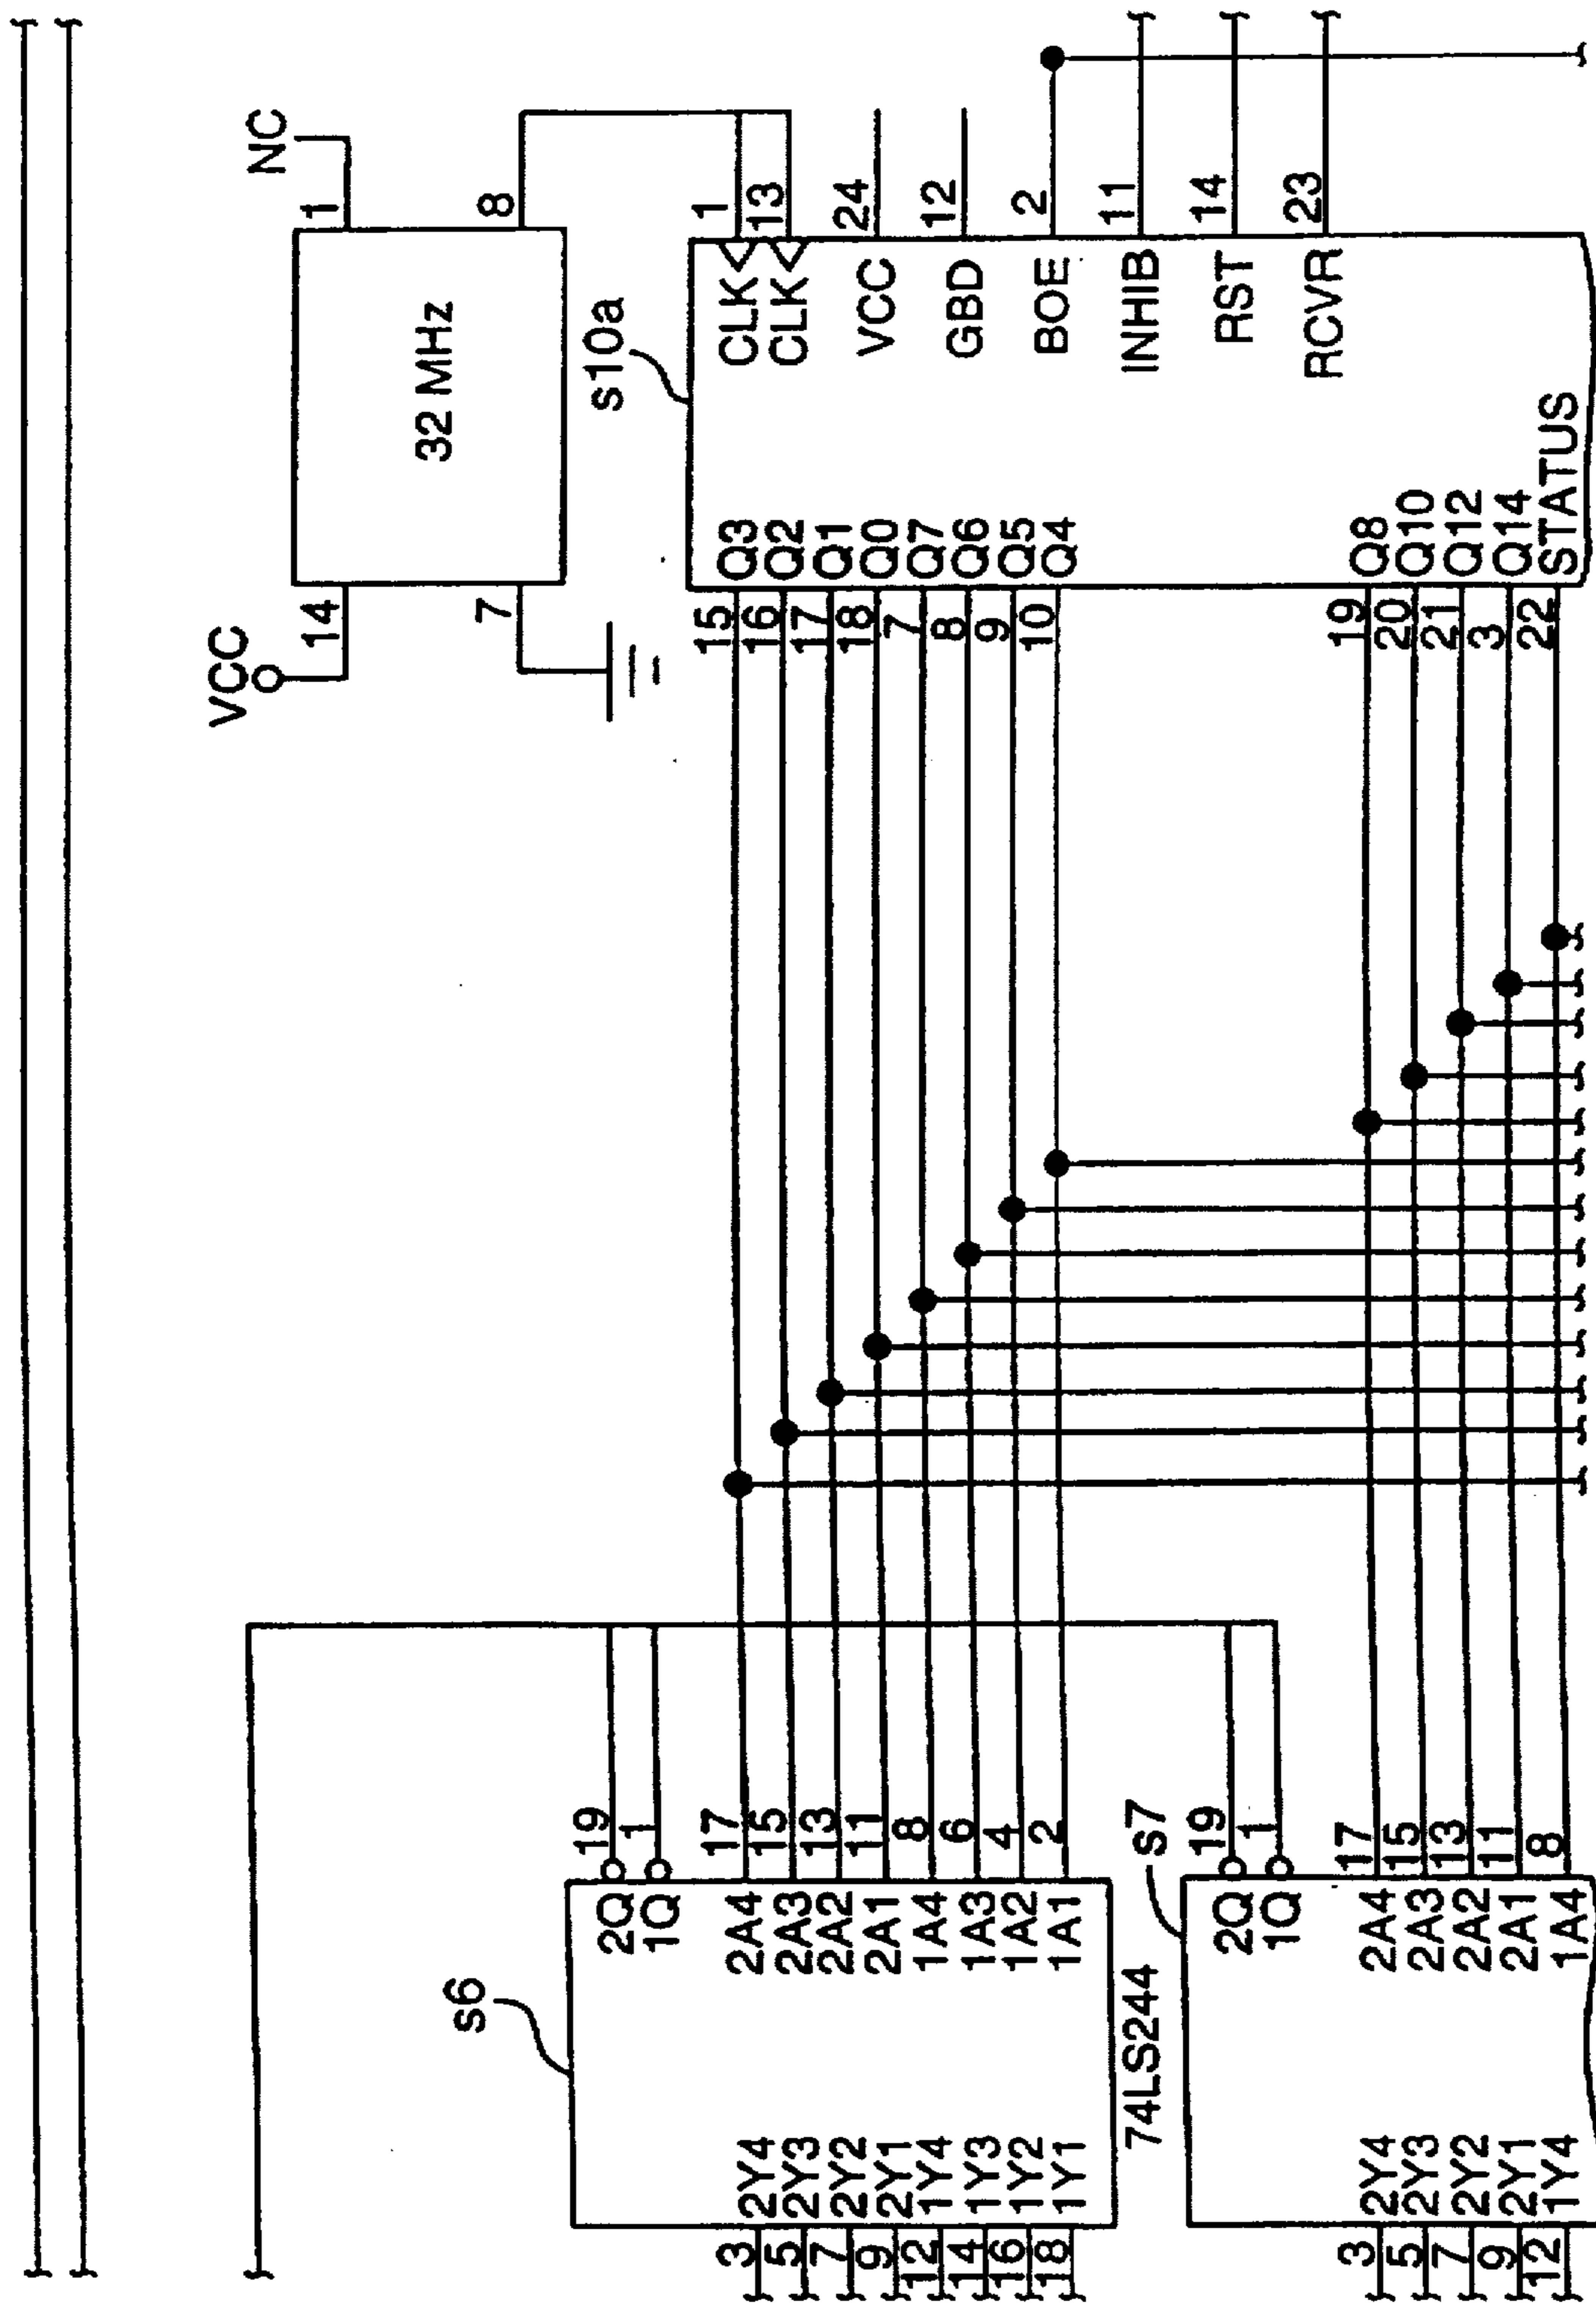 VCC
14
7
32 MHz
NC
1
8
s6
2Q 19
1Q 1
3 2Y4 2A4 17
5 2Y3 2A3 15
7 2Y2 2A2 13
9 2Y1 2A1 11
12 1Y4 1A4 8
14 1Y3 1A3 6
16 1Y2 1A2 4
18 1Y1 1A1 2
74LS244
s10a
15 Q3 CLK 1
16 Q2 CLK 13
17 Q1
18 Q0 VCC 24
7 Q7
8 Q6 GBD 12
9 Q5
10 Q4 BOE 2
INHIB 11
RST 14
19 Q8 RCVR 23
20 Q10
21 Q12
3 Q14
22 STATUS
s7
2Q 19
1Q 1
3 2Y4 2A4 17
5 2Y3 2A3 15
7 2Y2 2A2 13
9 2Y1 2A1 11
12 1Y4 1A4 8